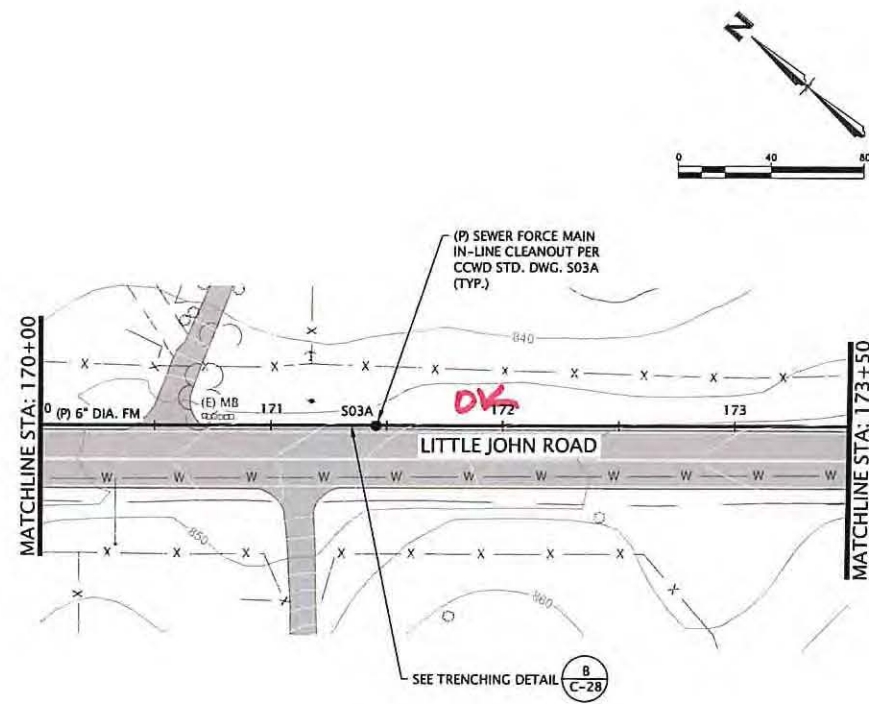 N
0 40 80
(P) SEWER FORCE MAIN
IN-LINE CLEANOUT PER
CCWD STD. DWG. S03A
(TYP.)
840
MATCHLINE STA: 170+00
MATCHLINE STA: 173+50
X X X X X X X X X X
X
0 (P) 6" DIA. FM
(E) MB
171
S03A
OK
172
173
LITTLE JOHN ROAD
W W W W W W W W W W W
850
X X X X X X X X
X X X
860
SEE TRENCHING DETAIL
B
C-28